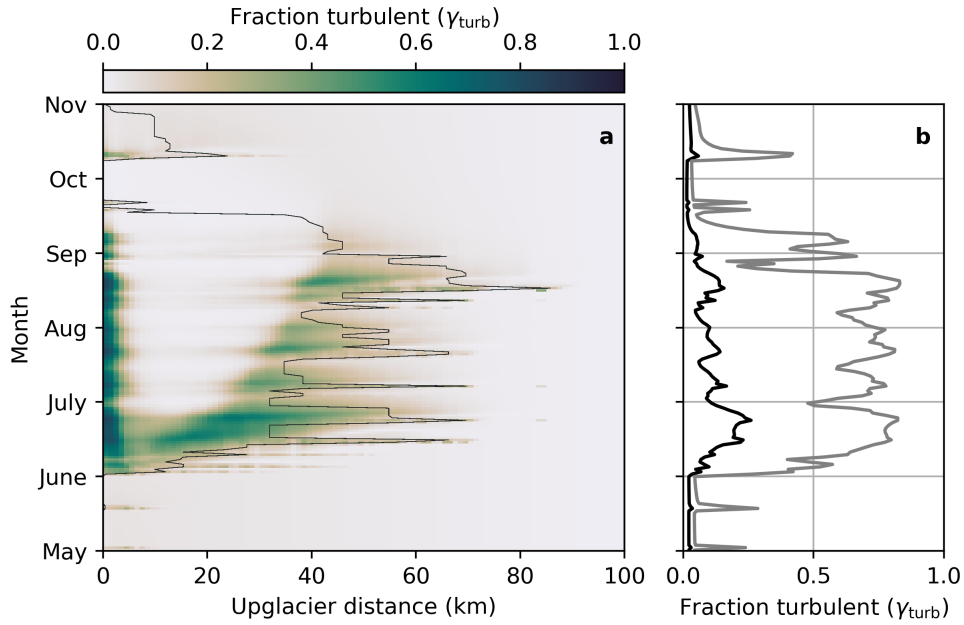 Fraction turbulent (γturb)
0.0 0.2 0.4 0.6 0.8 1.0
a
b
Nov
Oct
Sep
Aug
July
June
May
Month
0 20 40 60 80 100
Upglacier distance (km)
0.0 0.5 1.0
Fraction turbulent (γturb)